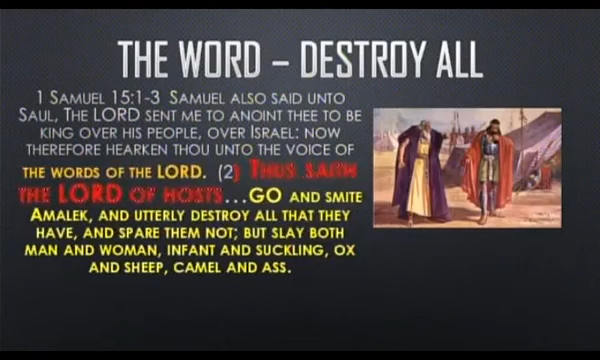 THE WORD – DESTROY ALL
1 SAMUEL 15:1-3 SAMUEL ALSO SAID UNTO
SAUL, THE LORD SENT ME TO ANOINT THEE TO BE
KING OVER HIS PEOPLE, OVER ISRAEL: NOW
THEREFORE HEARKEN THOU UNTO THE VOICE OF
THE WORDS OF THE LORD. (2) THUS SAITH
THE LORD OF HOSTS...GO AND SMITE
AMALEK, AND UTTERLY DESTROY ALL THAT THEY
HAVE, AND SPARE THEM NOT; BUT SLAY BOTH
MAN AND WOMAN, INFANT AND SUCKLING, OX
AND SHEEP, CAMEL AND ASS.